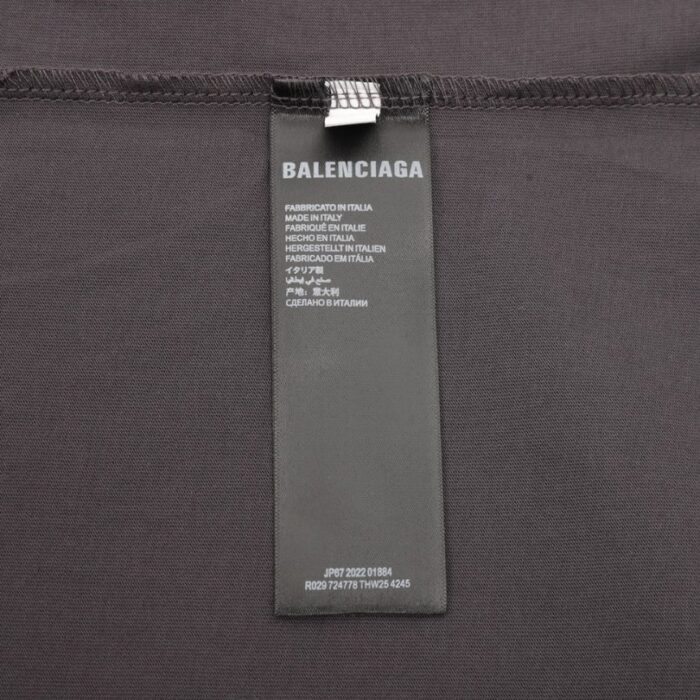 BALENCIAGA
FABBRICATO IN ITALIA
MADE IN ITALY
FABRIQUÉ EN ITALIE
HECHO EN ITALIA
HERGESTELLT IN ITALIEN
FABRICADO EM ITÁLIA
イタリア製
صنع في إيطاليا
产地：意大利
СДЕЛАНО В ИТАЛИИ
JP67 2022 01884
R029 724778 THW25 4245